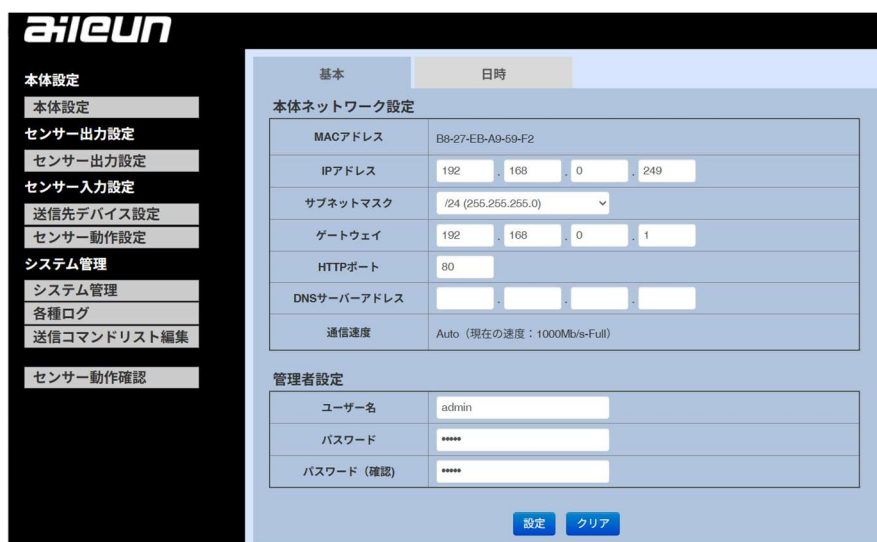 aileun
本体設定
本体設定
センサー出力設定
センサー出力設定
センサー入力設定
送信先デバイス設定
センサー動作設定
システム管理
システム管理
各種ログ
送信コマンドリスト編集
センサー動作確認
基本 日時
本体ネットワーク設定
MACアドレス B8-27-EB-A9-59-F2
IPアドレス 192 . 168 . 0 . 249
サブネットマスク /24 (255.255.255.0)
ゲートウェイ 192 . 168 . 0 . 1
HTTPポート 80
DNSサーバーアドレス . . .
通信速度 Auto（現在の速度：1000Mb/s-Full）
管理者設定
ユーザー名 admin
パスワード •••••
パスワード（確認) •••••
設定 クリア